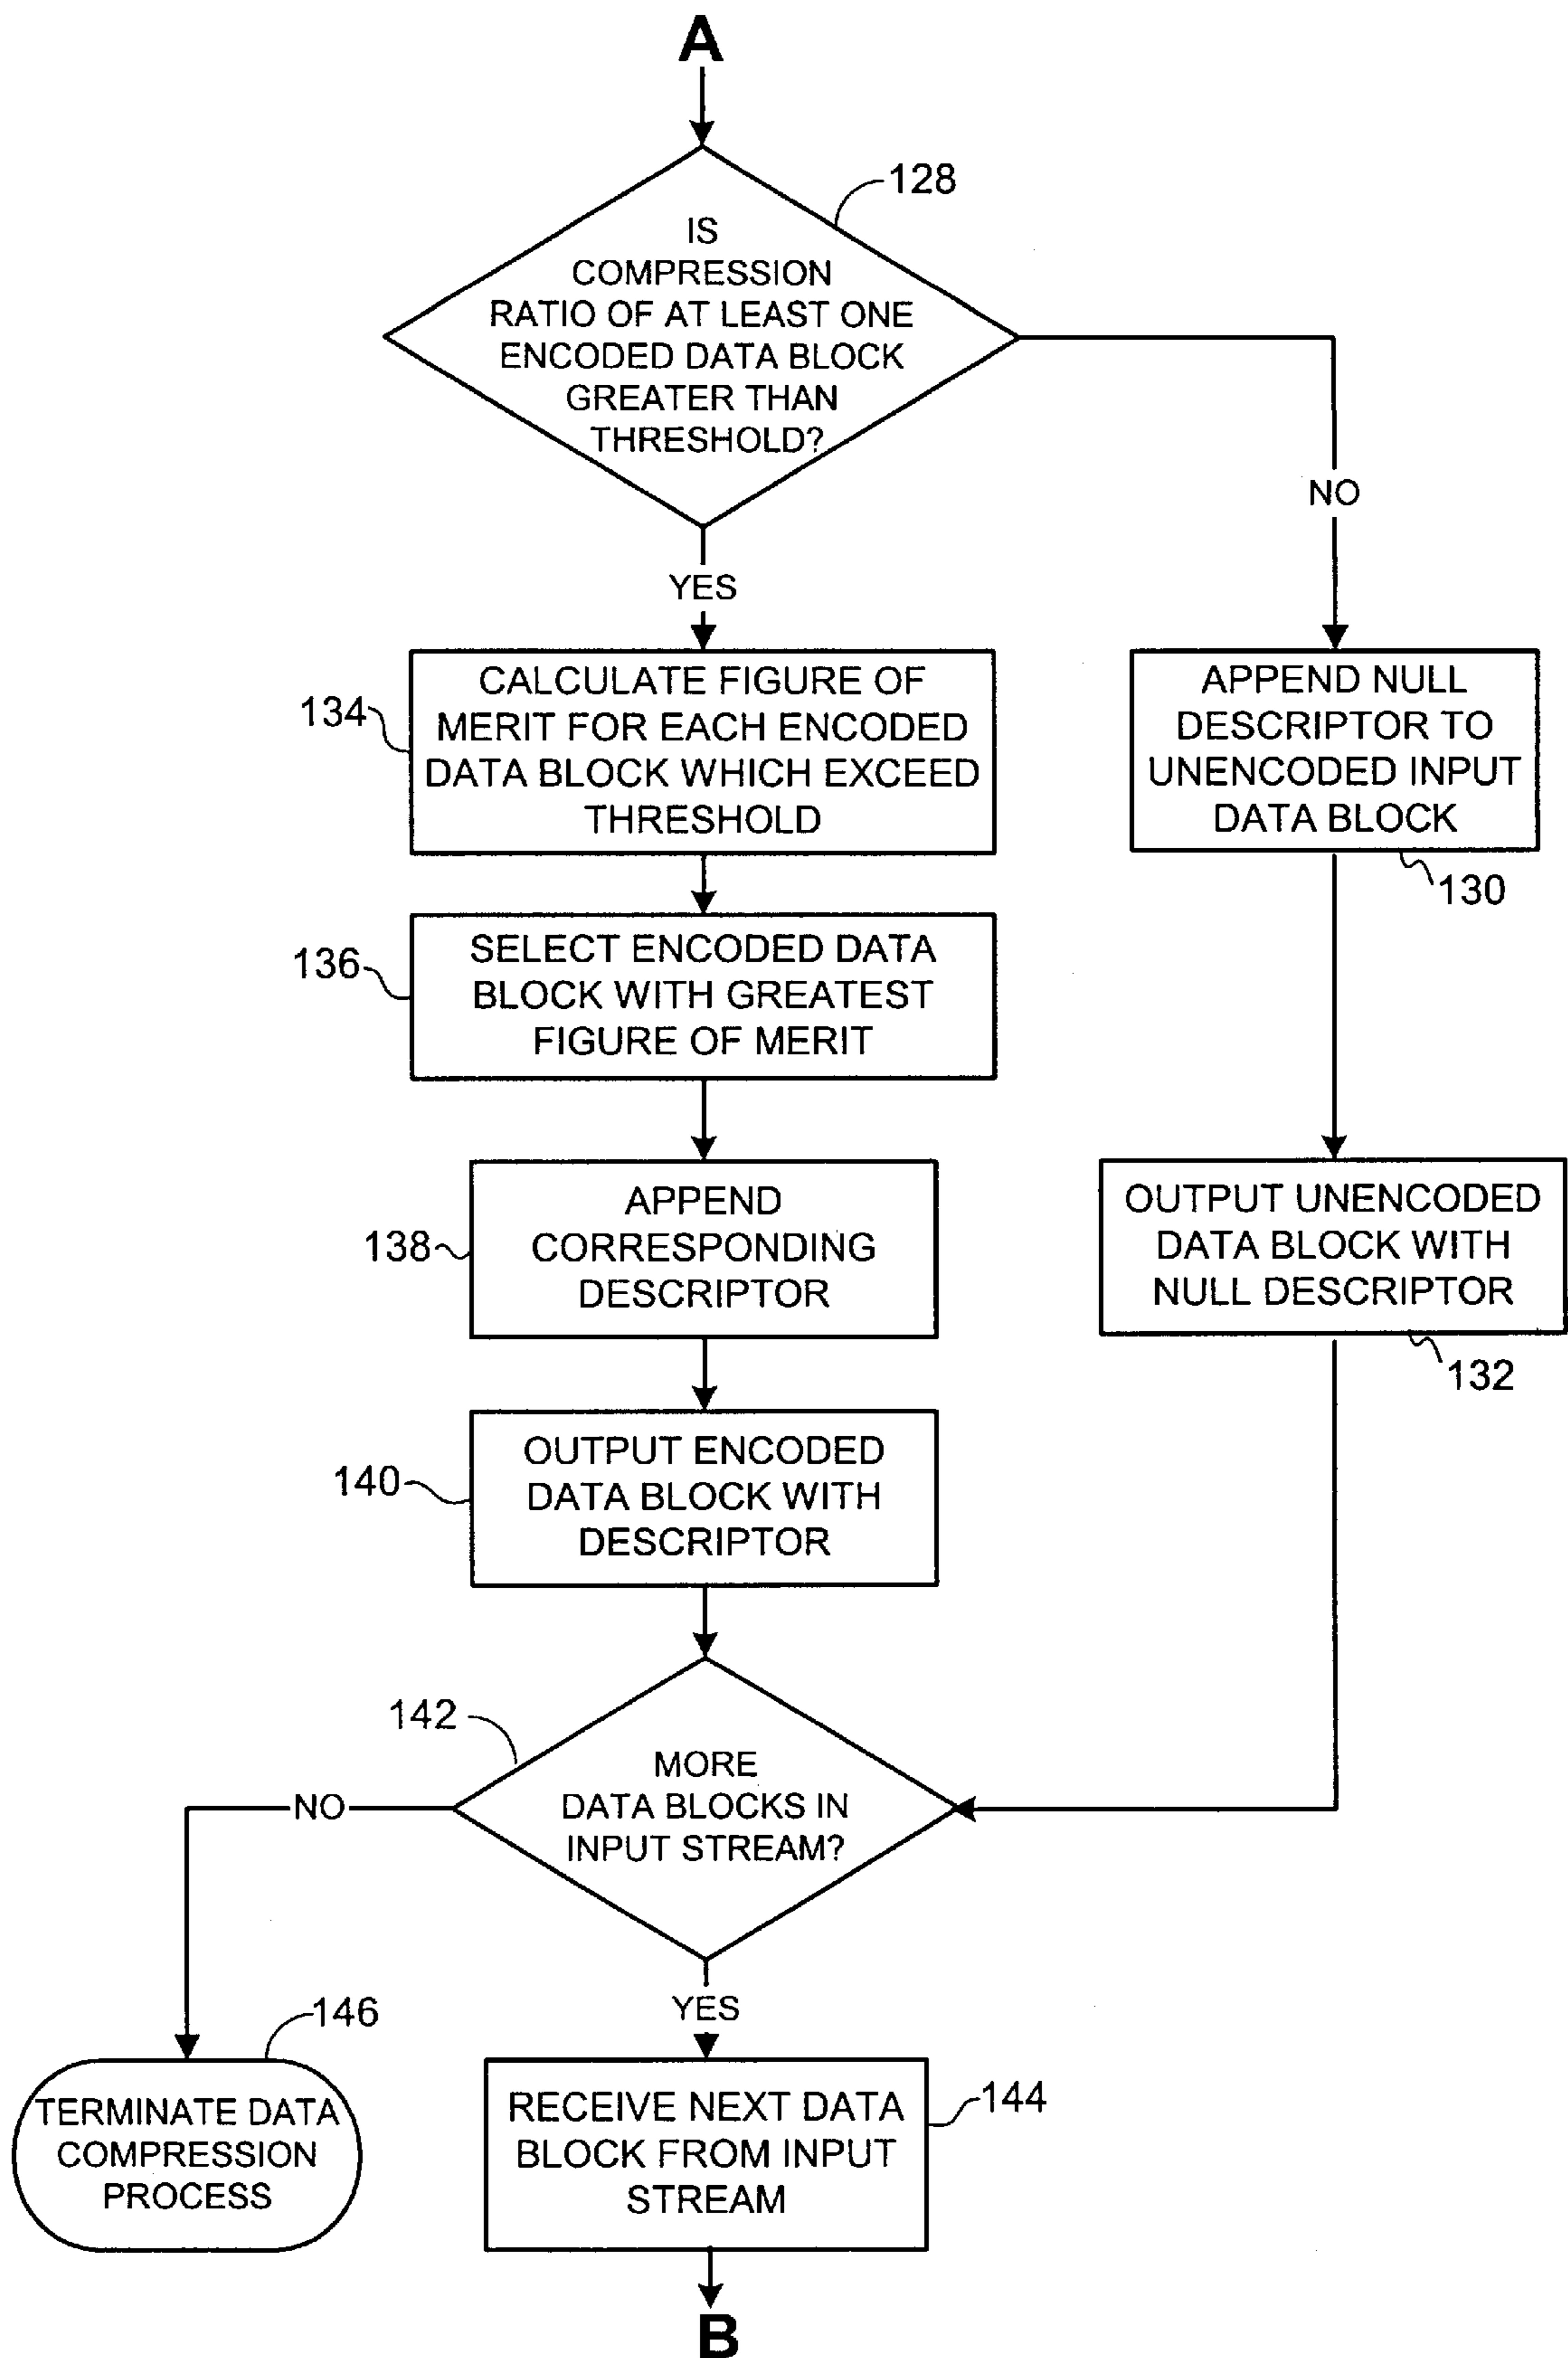 A
128
IS
COMPRESSION
RATIO OF AT LEAST ONE
ENCODED DATA BLOCK
GREATER THAN
THRESHOLD?
NO
YES
134
CALCULATE FIGURE OF
MERIT FOR EACH ENCODED
DATA BLOCK WHICH EXCEED
THRESHOLD
APPEND NULL
DESCRIPTOR TO
UNENCODED INPUT
DATA BLOCK
130
136
SELECT ENCODED DATA
BLOCK WITH GREATEST
FIGURE OF MERIT
138
APPEND
CORRESPONDING
DESCRIPTOR
OUTPUT UNENCODED
DATA BLOCK WITH
NULL DESCRIPTOR
132
140
OUTPUT ENCODED
DATA BLOCK WITH
DESCRIPTOR
142
MORE
DATA BLOCKS IN
INPUT STREAM?
NO
YES
146
TERMINATE DATA
COMPRESSION
PROCESS
144
RECEIVE NEXT DATA
BLOCK FROM INPUT
STREAM
B